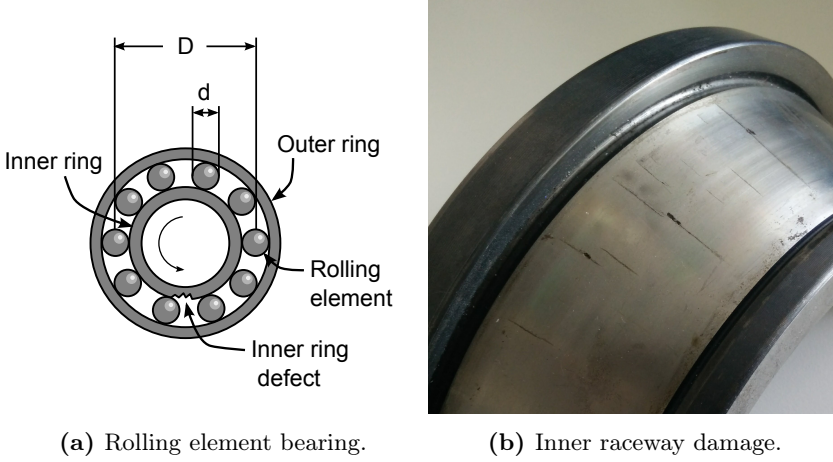 D
d
Outer ring
Inner ring
Rolling
element
Inner ring
defect
(a) Rolling element bearing.
(b) Inner raceway damage.